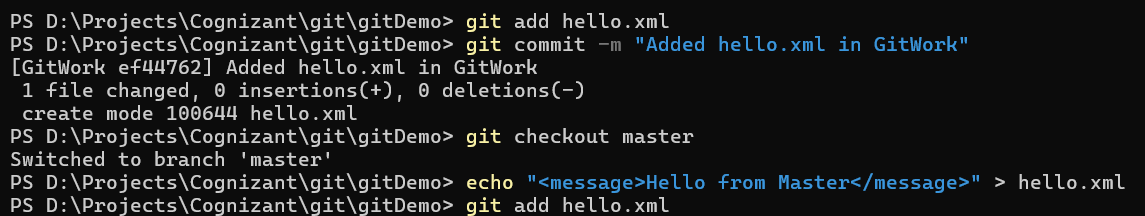 PS D:\Projects\Cognizant\git\gitDemo> git add hello.xml
PS D:\Projects\Cognizant\git\gitDemo> git commit -m "Added hello.xml in GitWork"
[GitWork ef44762] Added hello.xml in GitWork
 1 file changed, 0 insertions(+), 0 deletions(-)
 create mode 100644 hello.xml
PS D:\Projects\Cognizant\git\gitDemo> git checkout master
Switched to branch 'master'
PS D:\Projects\Cognizant\git\gitDemo> echo "<message>Hello from Master</message>" > hello.xml
PS D:\Projects\Cognizant\git\gitDemo> git add hello.xml